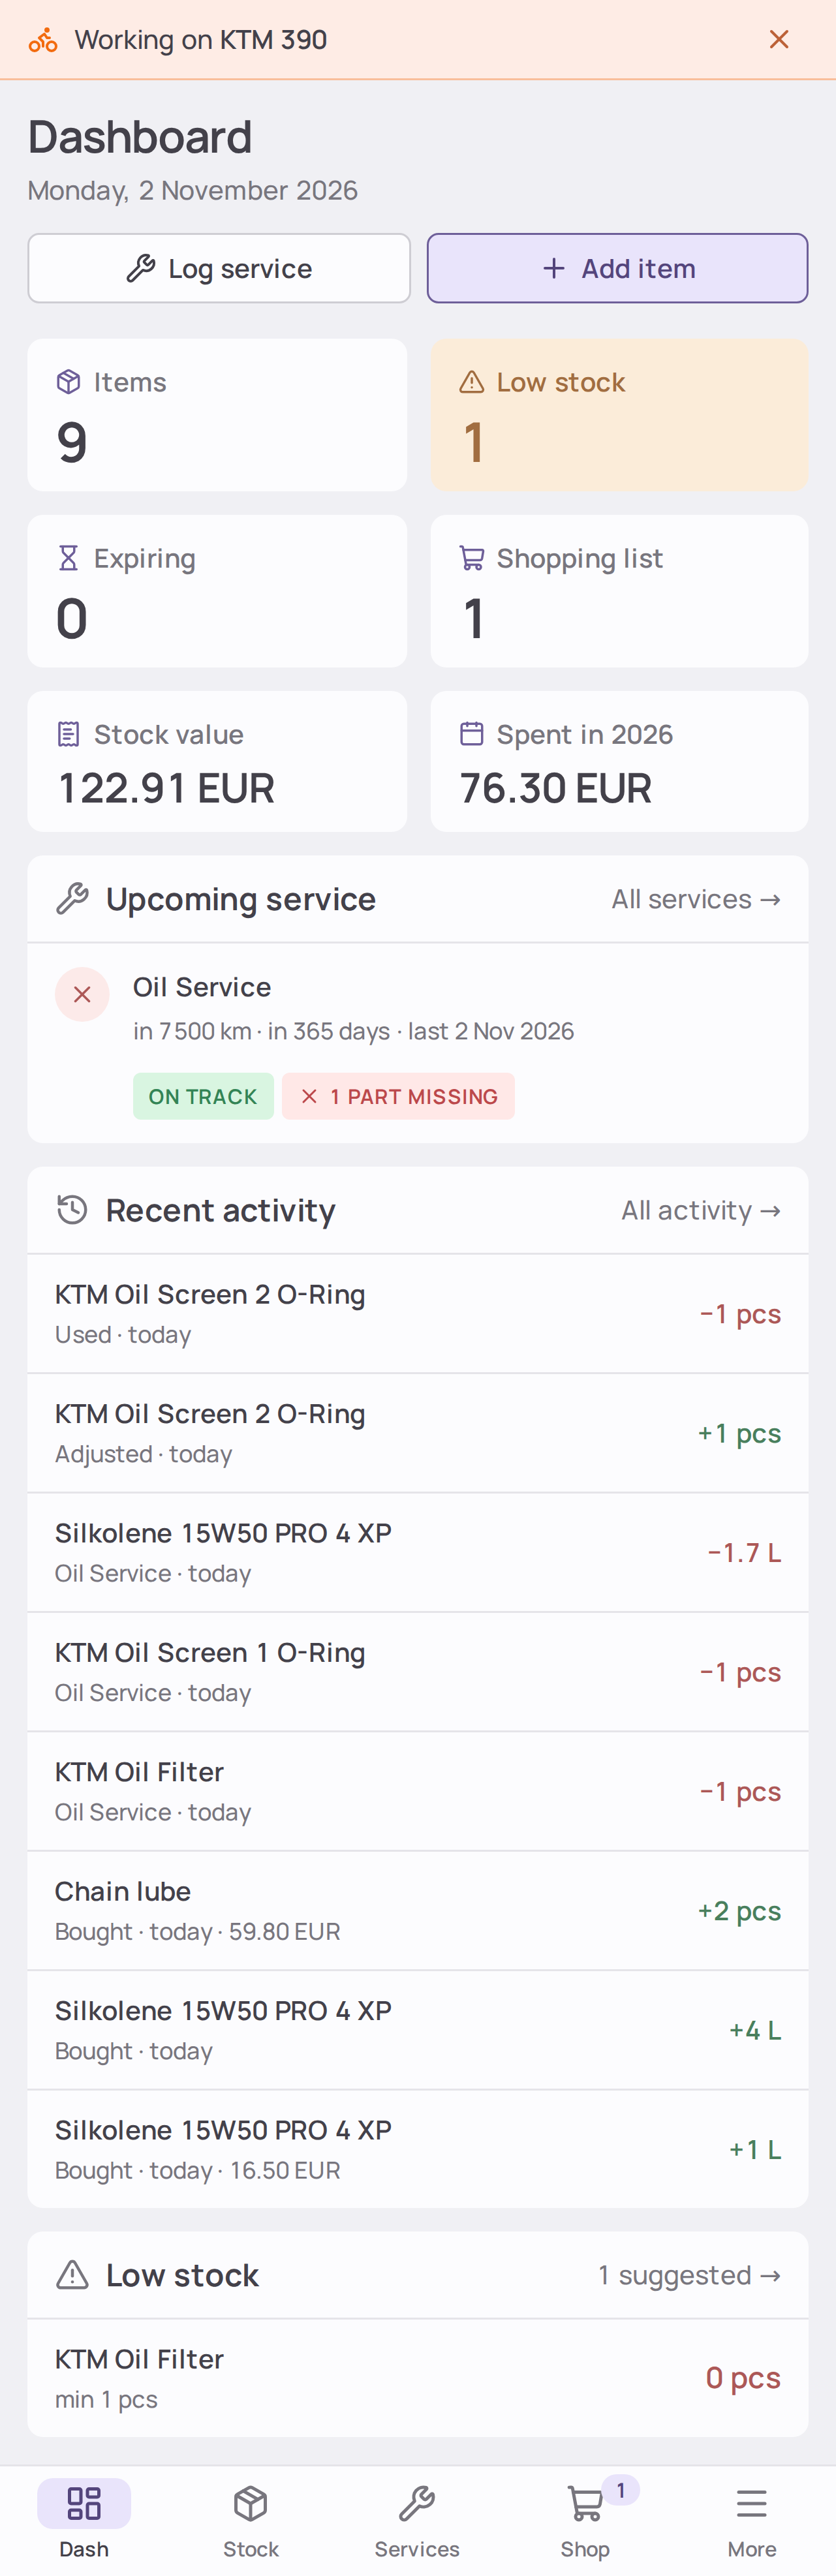 Working on KTM 390
Dashboard
Monday, 2 November 2026
Log service
Add item
Items
9
Low stock
1
Expiring
0
Shopping list
1
Stock value
122.91 EUR
Spent in 2026
76.30 EUR
Upcoming service
All services →
Oil Service
in 7 500 km · in 365 days · last 2 Nov 2026
ON TRACK
1 PART MISSING
Recent activity
All activity →
KTM Oil Screen 2 O-Ring
Used · today
−1 pcs
KTM Oil Screen 2 O-Ring
Adjusted · today
+1 pcs
Silkolene 15W50 PRO 4 XP
Oil Service · today
−1.7 L
KTM Oil Screen 1 O-Ring
Oil Service · today
−1 pcs
KTM Oil Filter
Oil Service · today
−1 pcs
Chain lube
Bought · today · 59.80 EUR
+2 pcs
Silkolene 15W50 PRO 4 XP
Bought · today
+4 L
Silkolene 15W50 PRO 4 XP
Bought · today · 16.50 EUR
+1 L
Low stock
1 suggested →
KTM Oil Filter
min 1 pcs
0 pcs
1
Dash
Stock
Services
Shop
More